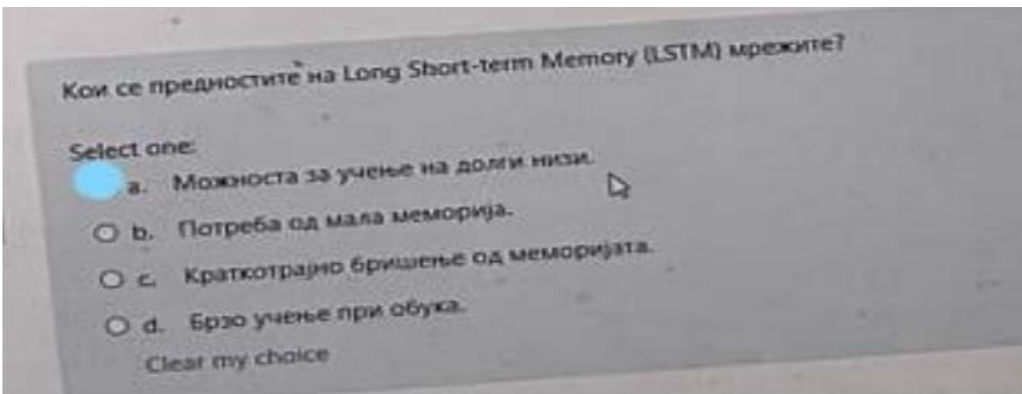 Кои се предностите на Long Short-term Memory (LSTM) мрежите?
Select one:
a. Можноста за учење на долги низи.
b. Потреба од мала меморија.
c. Краткотрајно бришење од меморијата.
d. Брзо учење при обука.
Clear my choice